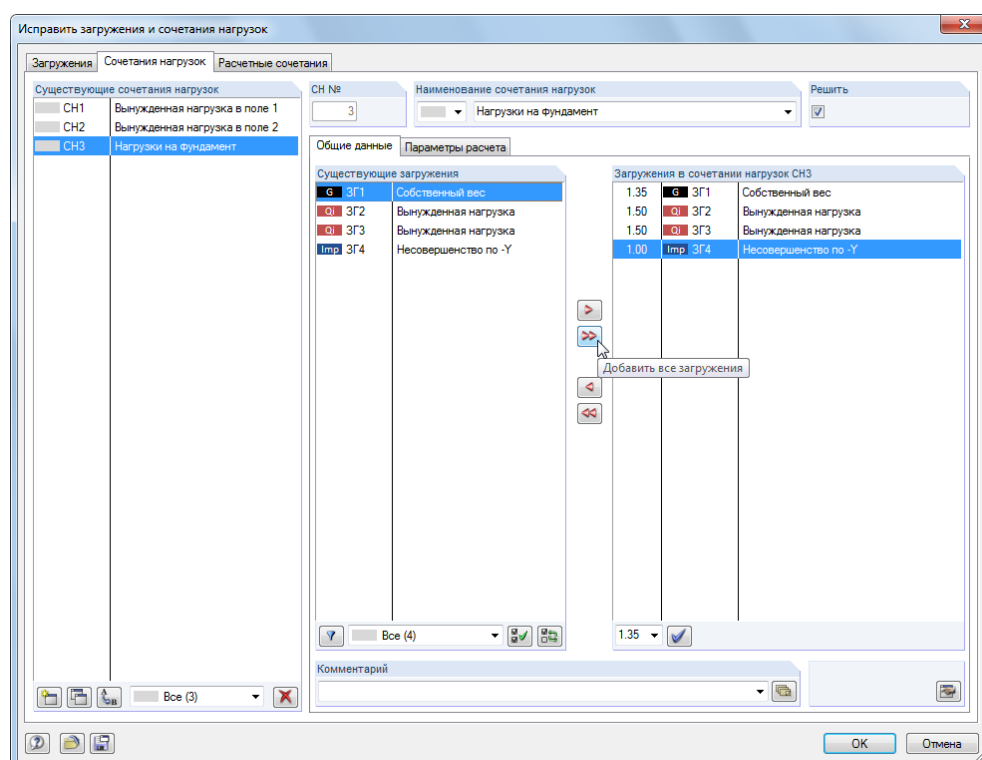 Исправить загружения и сочетания нагрузок
Загружения Сочетания нагрузок Расчетные сочетания
Существующие сочетания нагрузок
СН1 Вынужденная нагрузка в поле 1
СН2 Вынужденная нагрузка в поле 2
СН3 Нагрузки на фундамент
СН №
3
Наименование сочетания нагрузок
Нагрузки на фундамент
Решить
Общие данные Параметры расчета
Существующие загружения
G ЗГ1 Собственный вес
Qi ЗГ2 Вынужденная нагрузка
Qi ЗГ3 Вынужденная нагрузка
Imp ЗГ4 Несовершенство по -Y
Загружения в сочетании нагрузок СН3
1.35 G ЗГ1 Собственный вес
1.50 Qi ЗГ2 Вынужденная нагрузка
1.50 Qi ЗГ3 Вынужденная нагрузка
1.00 Imp ЗГ4 Несовершенство по -Y
Добавить все загружения
Все (4)
1.35
Комментарий
Все (3)
OK Отмена